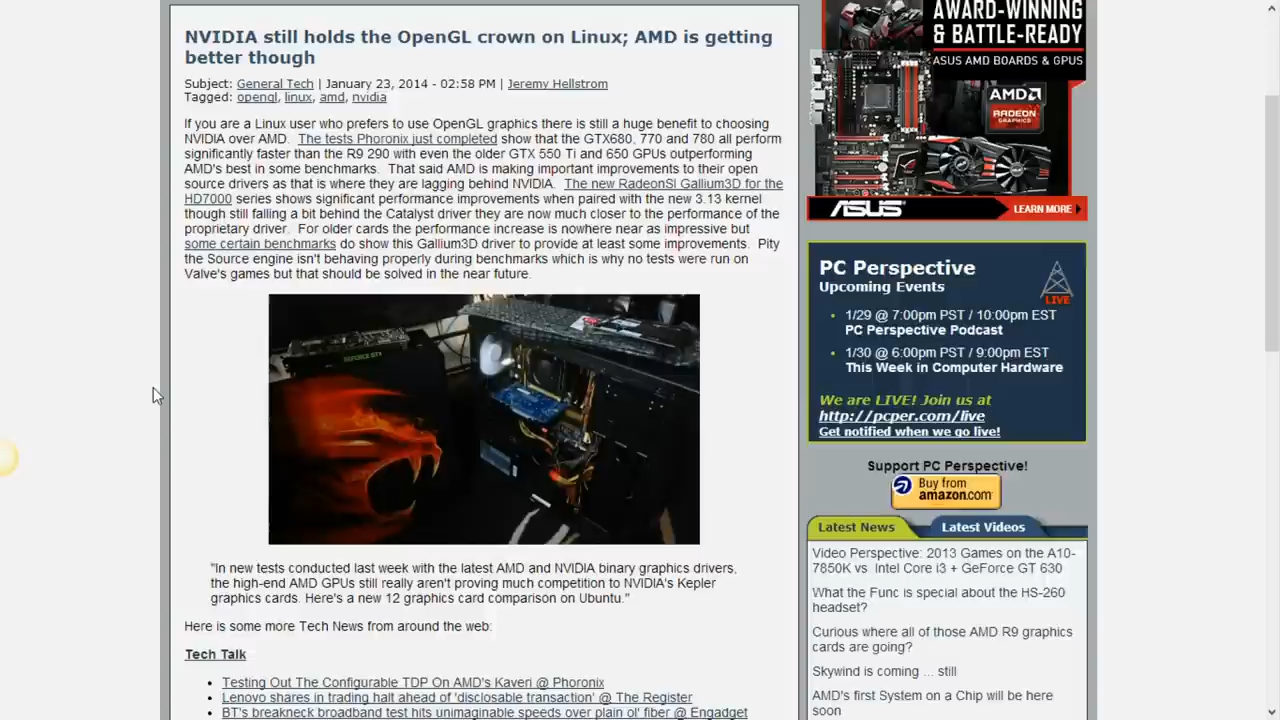 NVIDIA still holds the OpenGL crown on Linux; AMD is getting
better though
Subject: General Tech | January 23, 2014 - 02:58 PM | Jeremy Hellstrom
Tagged: opengl, linux, amd, nvidia
If you are a Linux user who prefers to use OpenGL graphics there is still a huge benefit to choosing
NVIDIA over AMD. The tests Phoronix just completed show that the GTX680, 770 and 780 all perform
significantly faster than the R9 290 with even the older GTX 550 Ti and 650 GPUs outperforming
AMD's best in some benchmarks. That said AMD is making important improvements to their open
source drivers as that is where they are lagging behind NVIDIA. The new RadeonSI Gallium3D for the
HD7000 series shows significant performance improvements when paired with the new 3.13 kernel
though still falling a bit behind the Catalyst driver they are now much closer to the performance of the
proprietary driver. For older cards the performance increase is nowhere near as impressive but
some certain benchmarks do show this Gallium3D driver to provide at least some improvements. Pity
the Source engine isn't behaving properly during benchmarks which is why no tests were run on
Valve's games but that should be solved in the near future.
GEFORCE GTX
"In new tests conducted last week with the latest AMD and NVIDIA binary graphics drivers,
the high-end AMD GPUs still really aren't proving much competition to NVIDIA's Kepler
graphics cards. Here's a new 12 graphics card comparison on Ubuntu."
Here is some more Tech News from around the web:
Tech Talk
Testing Out The Configurable TDP On AMD's Kaveri @ Phoronix
Lenovo shares in trading halt ahead of 'disclosable transaction' @ The Register
BT's breakneck broadband test hits unimaginable speeds over plain ol' fiber @ Engadget
AWARD-WINNING
& BATTLE-READY
ASUS AMD BOARDS & GPUS
AMD
RADEON
GRAPHICS
ASUS
LEARN MORE
PC Perspective
Upcoming Events
LIVE
1/29 @ 7:00pm PST / 10:00pm EST
PC Perspective Podcast
1/30 @ 6:00pm PST / 9:00pm EST
This Week in Computer Hardware
We are LIVE! Join us at
http://pcper.com/live
Get notified when we go live!
Support PC Perspective!
Buy from
amazon.com
Latest News
Latest Videos
Video Perspective: 2013 Games on the A10-
7850K vs Intel Core i3 + GeForce GT 630
What the Func is special about the HS-260
headset?
Curious where all of those AMD R9 graphics
cards are going?
Skywind is coming ... still
AMD's first System on a Chip will be here
soon